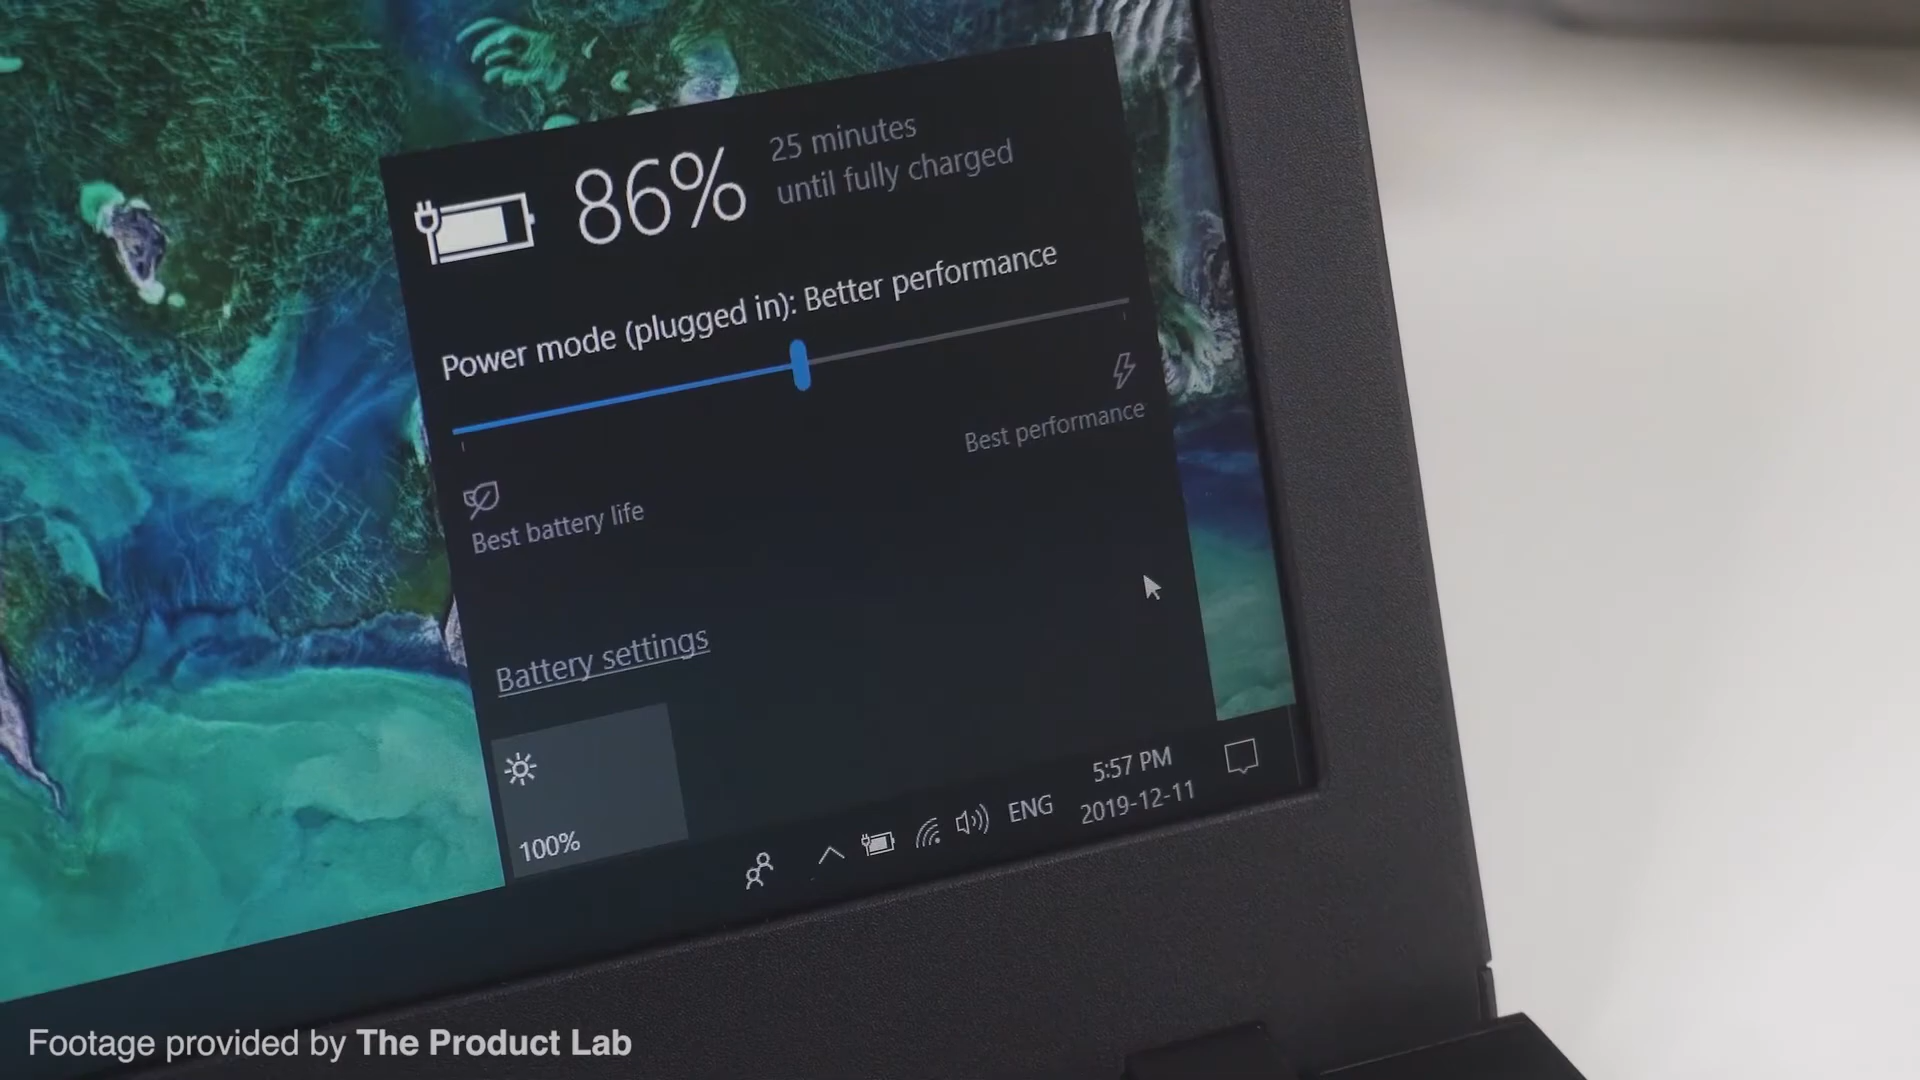 86%
25 minutes
until fully charged
Power mode (plugged in): Better performance
Best performance
Best battery life
Battery settings
100%
ENG
5:57 PM
2019-12-11
Footage provided by The Product Lab